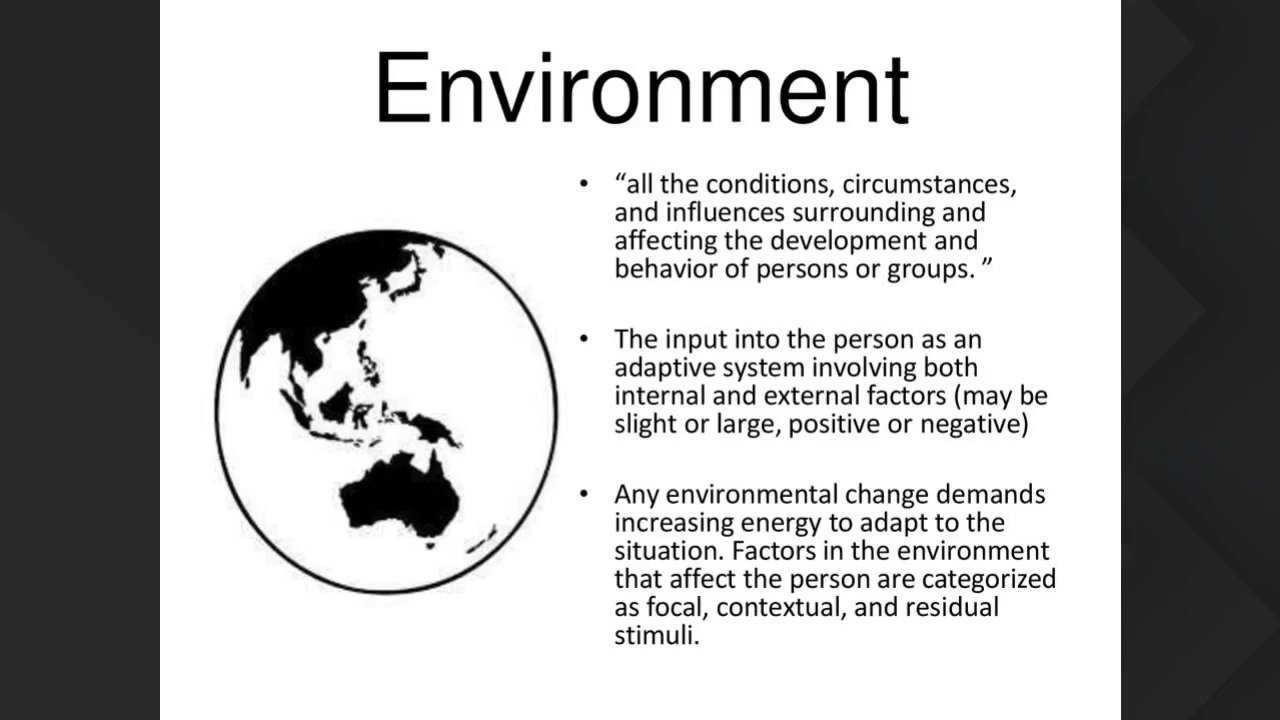 Environment
• “all the conditions, circumstances,
and influences surrounding and
affecting the development and
behavior of persons or groups. ”
• The input into the person as an
adaptive system involving both
internal and external factors (may be
slight or large, positive or negative)
• Any environmental change demands
increasing energy to adapt to the
situation. Factors in the environment
that affect the person are categorized
as focal, contextual, and residual
stimuli.